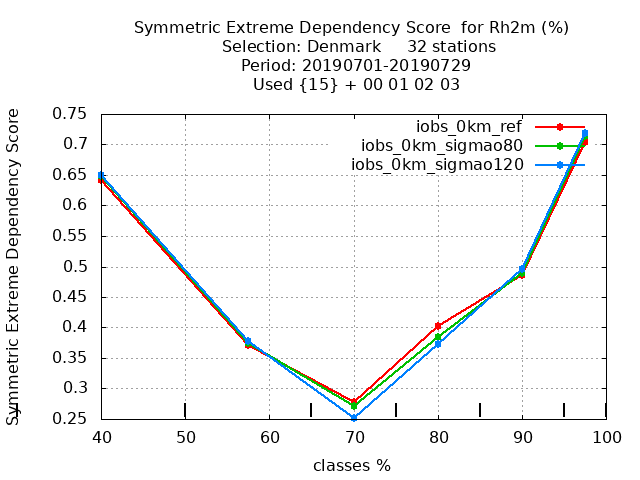 Symmetric Extreme Dependency Score  for Rh2m (%)
Selection: Denmark     32 stations
Period: 20190701-20190729
Used {15} + 00 01 02 03
Symmetric Extreme Dependency Score
0.75
0.7
0.65
0.6
0.55
0.5
0.45
0.4
0.35
0.3
0.25
iobs_0km_ref
iobs_0km_sigmao80
iobs_0km_sigmao120
40 50 60 70 80 90 100
classes %